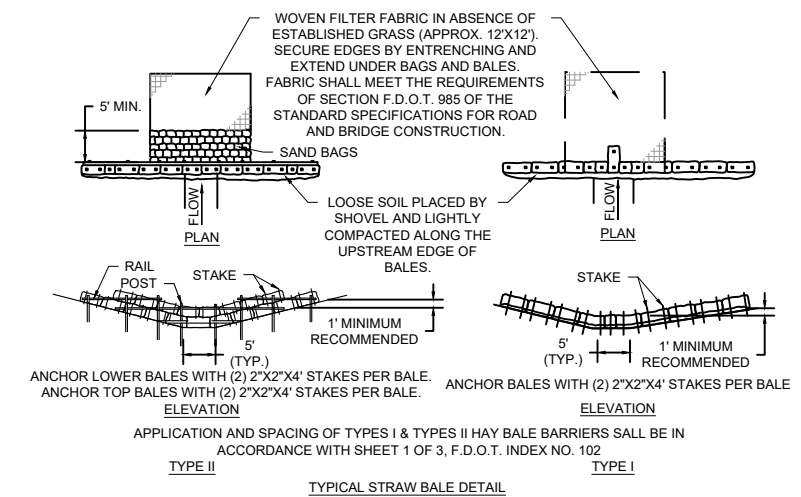 WOVEN FILTER FABRIC IN ABSENCE OF
ESTABLISHED GRASS (APPROX. 12'X12').
SECURE EDGES BY ENTRENCHING AND
EXTEND UNDER BAGS AND BALES.
FABRIC SHALL MEET THE REQUIREMENTS
OF SECTION F.D.O.T. 985 OF THE
STANDARD SPECIFICATIONS FOR ROAD
AND BRIDGE CONSTRUCTION.
5' MIN.
SAND BAGS
FLOW
PLAN
LOOSE SOIL PLACED BY
SHOVEL AND LIGHTLY
COMPACTED ALONG THE
UPSTREAM EDGE OF
BALES.
FLOW
PLAN
RAIL
POST
STAKE
1' MINIMUM
RECOMMENDED
5'
(TYP.)
ANCHOR LOWER BALES WITH (2) 2"X2"X4' STAKES PER BALE.
ANCHOR TOP BALES WITH (2) 2"X2"X4' STAKES PER BALE.
ELEVATION
STAKE
5'
(TYP.)
1' MINIMUM
RECOMMENDED
ANCHOR BALES WITH (2) 2"X2"X4' STAKES PER BALE
ELEVATION
APPLICATION AND SPACING OF TYPES I & TYPES II HAY BALE BARRIERS SALL BE IN
ACCORDANCE WITH SHEET 1 OF 3, F.D.O.T. INDEX NO. 102
TYPE II
TYPE I
TYPICAL STRAW BALE DETAIL